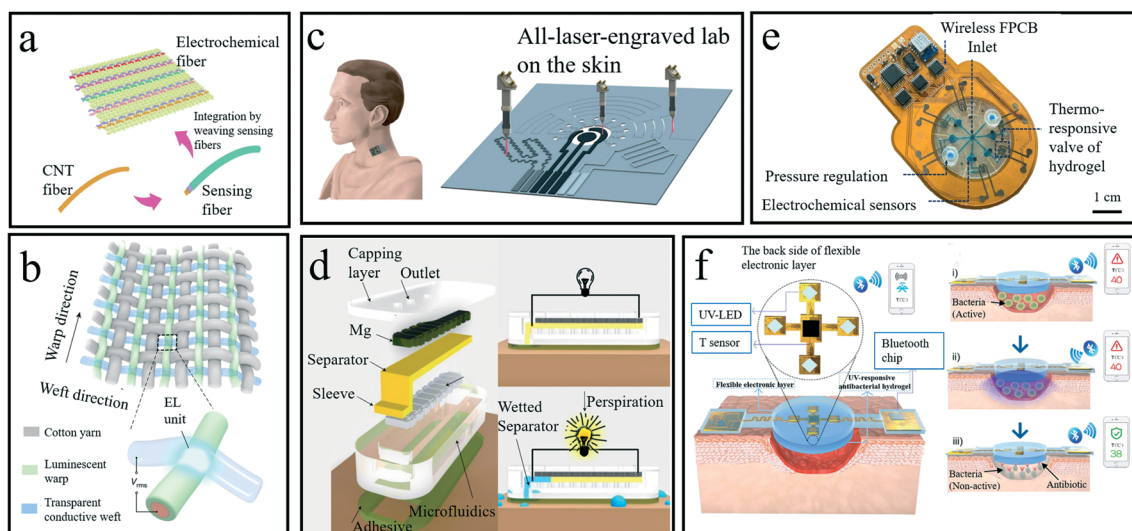 a
Electrochemical
fiber
Integration by
weaving sensing
fibers
CNT
fiber
Sensing
fiber
b
Warp direction
Weft direction
EL
unit
Cotton yarn
Luminescent
warp
Transparent
conductive weft
Vrms
c
All-laser-engraved lab
on the skin
d
Capping
layer
Outlet
Mg
Separator
Sleeve
Wetted
Separator
Perspiration
Microfluidics
Adhesive
e
Wireless FPCB
Inlet
Thermo-
responsive
valve of
hydrogel
Pressure regulation
Electrochemical sensors
1 cm
f
The back side of flexible
electronic layer
UV-LED
T sensor
T(°C)
Bluetooth
chip
Flexible electronic layer
UV-responsive
antibacterial hydrogel
i)
Bacteria
(Active)
T(°C)
40
ii)
T(°C)
40
iii)
Bacteria
(Non-active)
Antibiotic
T(°C)
38